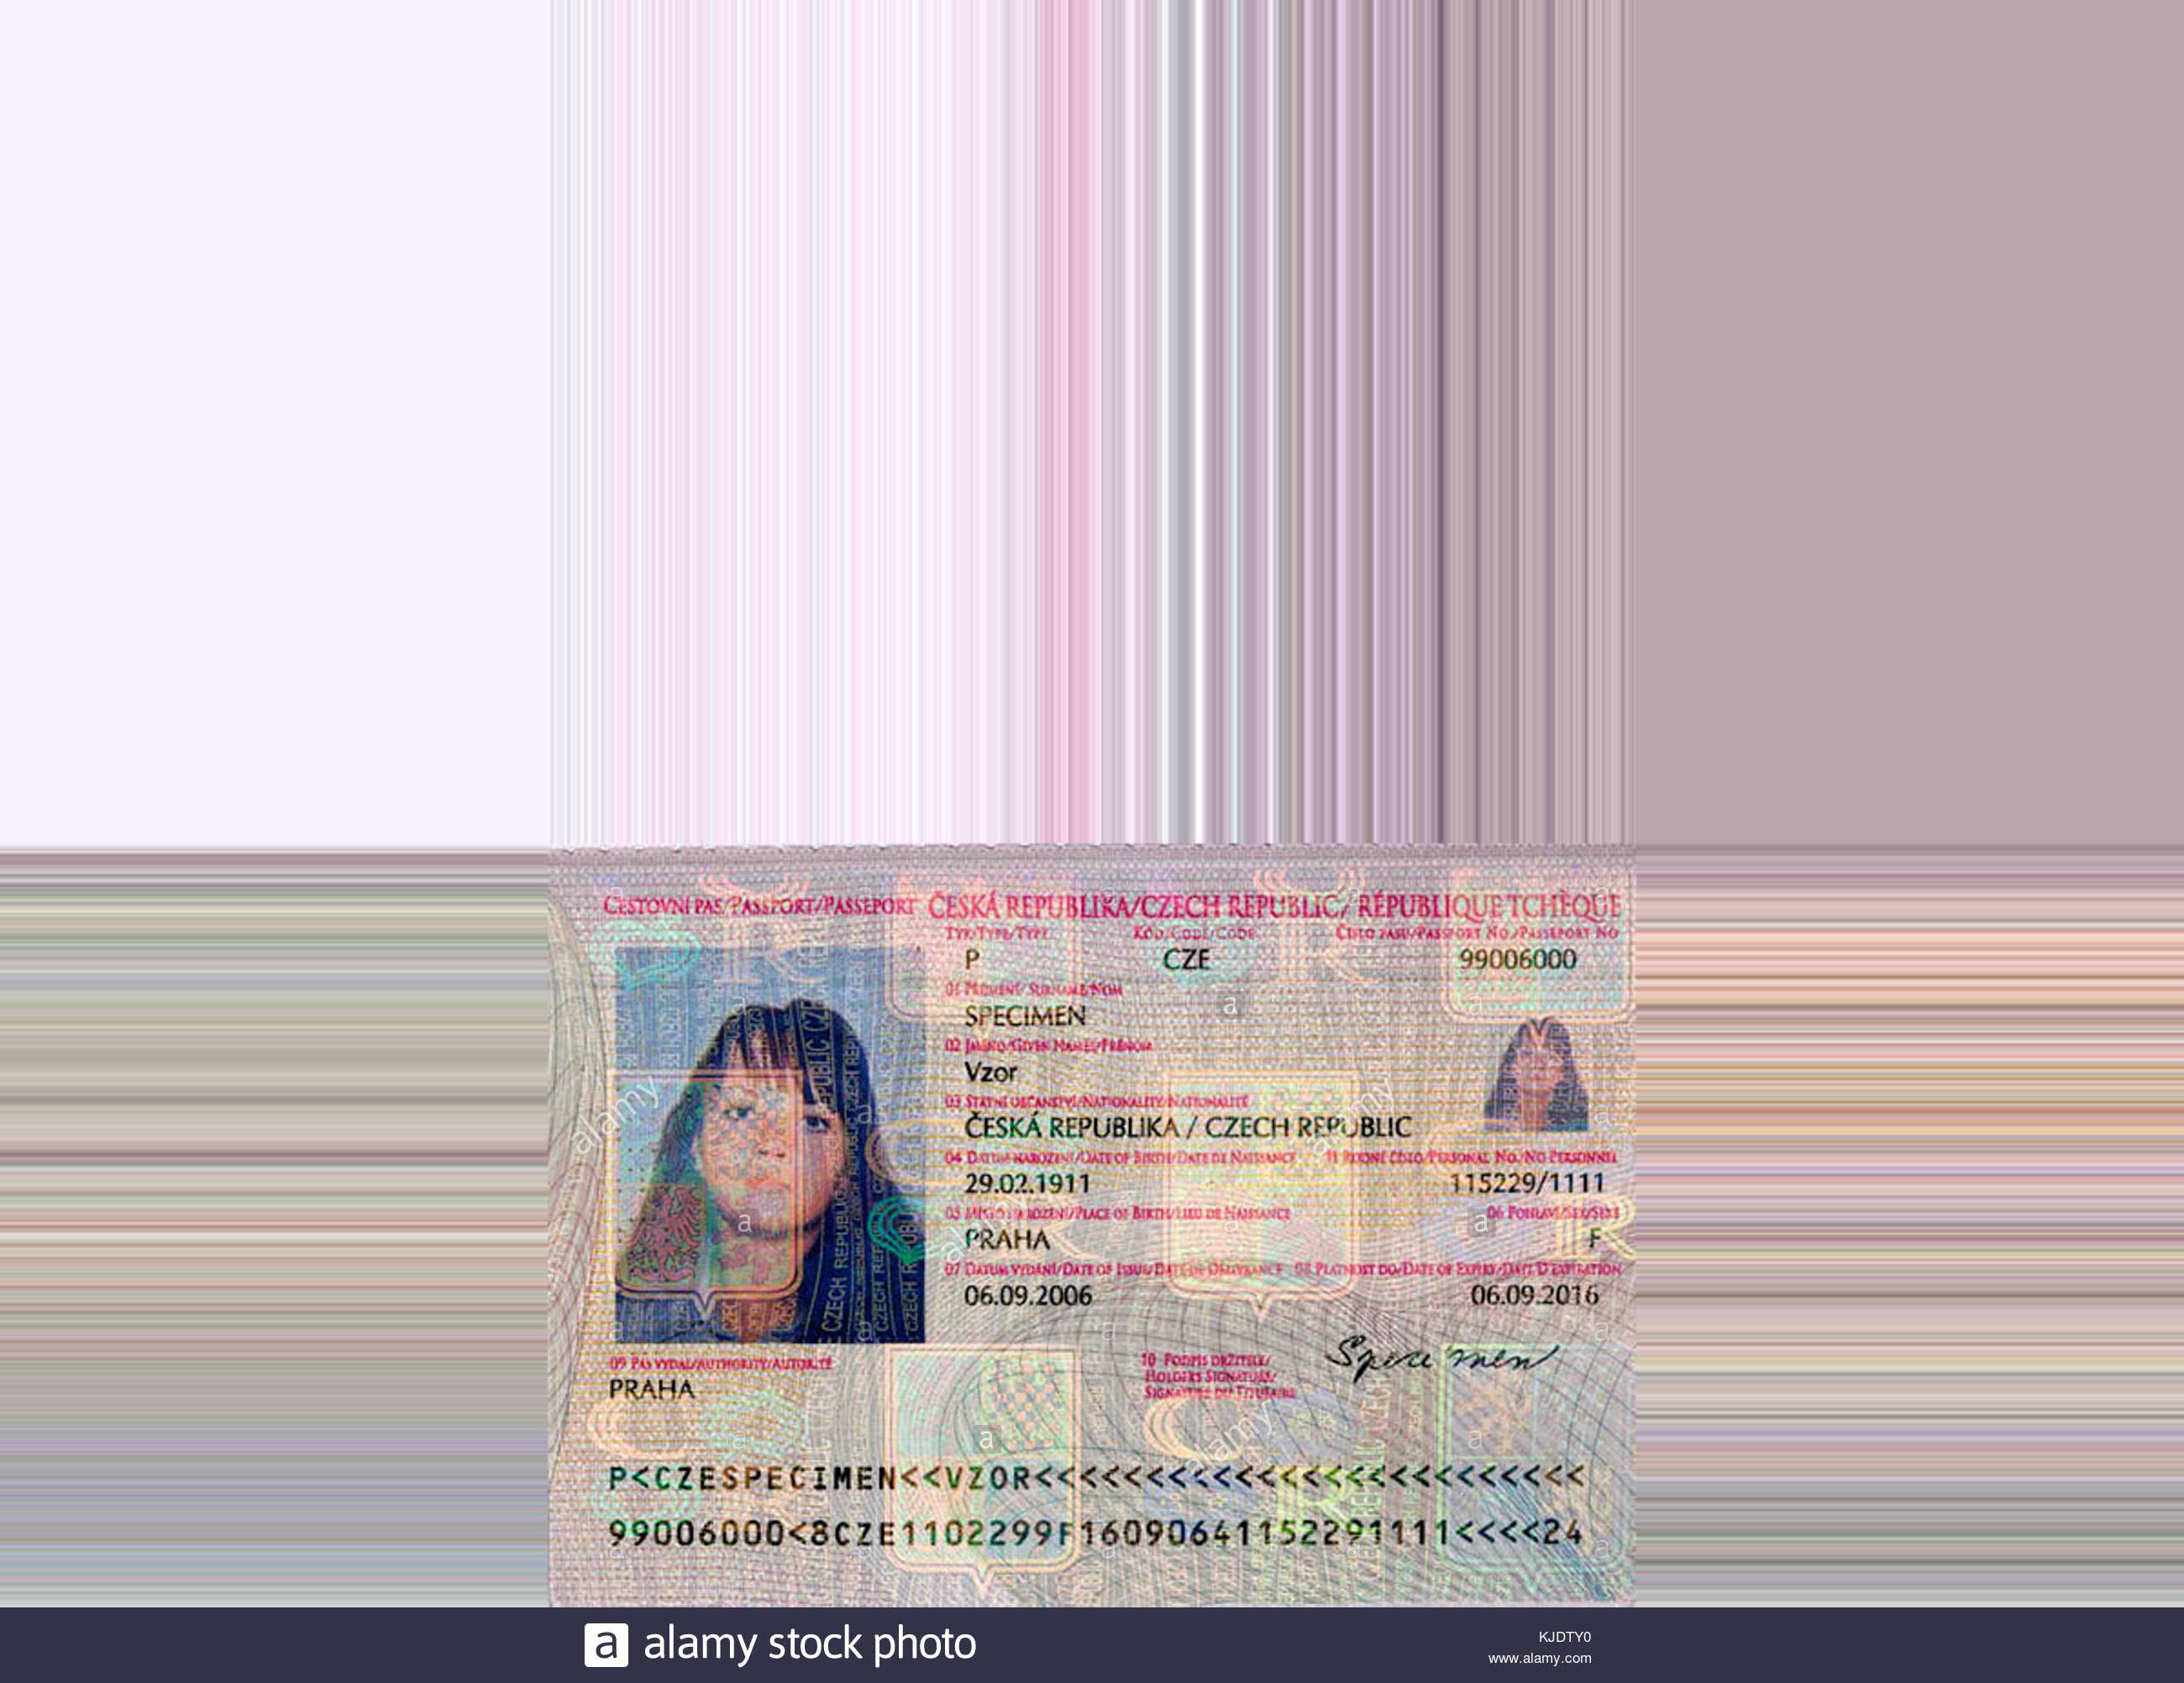 CESTOVNÍ PAS/PASSPORT/PASSEPORT ČESKÁ REPUBLIKA/CZECH REPUBLIC/ RÉPUBLIQUE TCHÈQUE
TYP/TYPE/TYPE KÓD/CODE/CODE ČÍSLO PASU/PASSPORT NO./PASSEPORT NO
P CZE 99006000
01 PŘÍJMENÍ/ SURNAME/NOM
SPECIMEN
02 JMÉNO/GIVEN NAMES/PRÉNOM
Vzor
03 STÁTNÍ OBČANSTVÍ/NATIONALITY/NATIONALITÉ
ČESKÁ REPUBLIKA / CZECH REPUBLIC
04 DATUM NAROZENÍ/DATE OF BIRTH/DATE DE NAISSANCE 11 RODNÉ ČÍSLO/PERSONAL NO./NO PERSONNEL
29.02.1911 115229/1111
05 MÍSTO NAROZENÍ/PLACE OF BIRTH/LIEU DE NAISSANCE 06 POHLAVÍ/SEX/SEXE
PRAHA F
07 DATUM VYDÁNÍ/DATE OF ISSUE/DATE DE DÉLIVRANCE 08 PLATNOST DO/DATE OF EXPIRY/DATE D'EXPIRATION
06.09.2006 06.09.2016
09 PAS VYDAL/AUTHORITY/AUTORITÉ
PRAHA
10 PODPIS DRŽITELE/
HOLDERS SIGNATURE/
SIGNATURE DU TITULAIRE
Specimen
P<CZESPECIMEN<<VZOR<<<<<<<<<<<<<<<<<<<<<<<<<
99006000<8CZE1102299F16090641152291111<<<<24
a alamy stock photo
KJDTY0
www.alamy.com